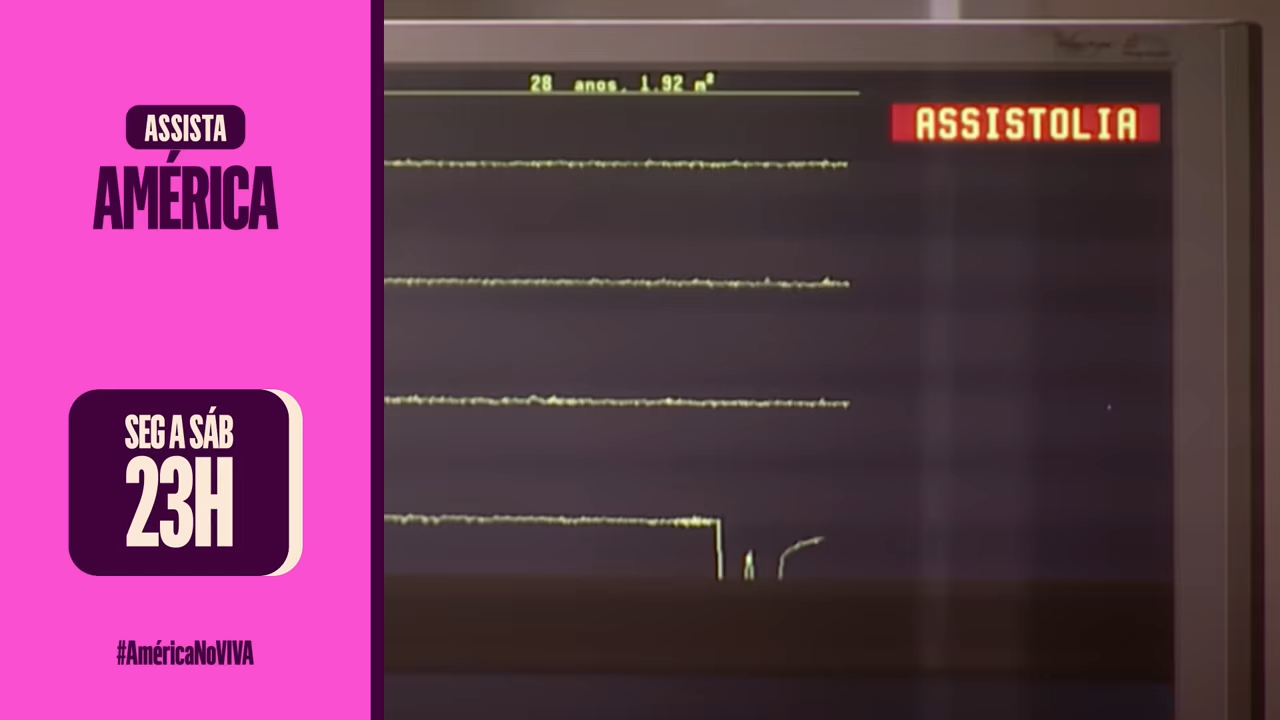 ASSISTA
AMÉRICA
SEG A SÁB
23H
#AméricaNoVIVA
28 anos, 1.92 m²
ASSISTOLIA